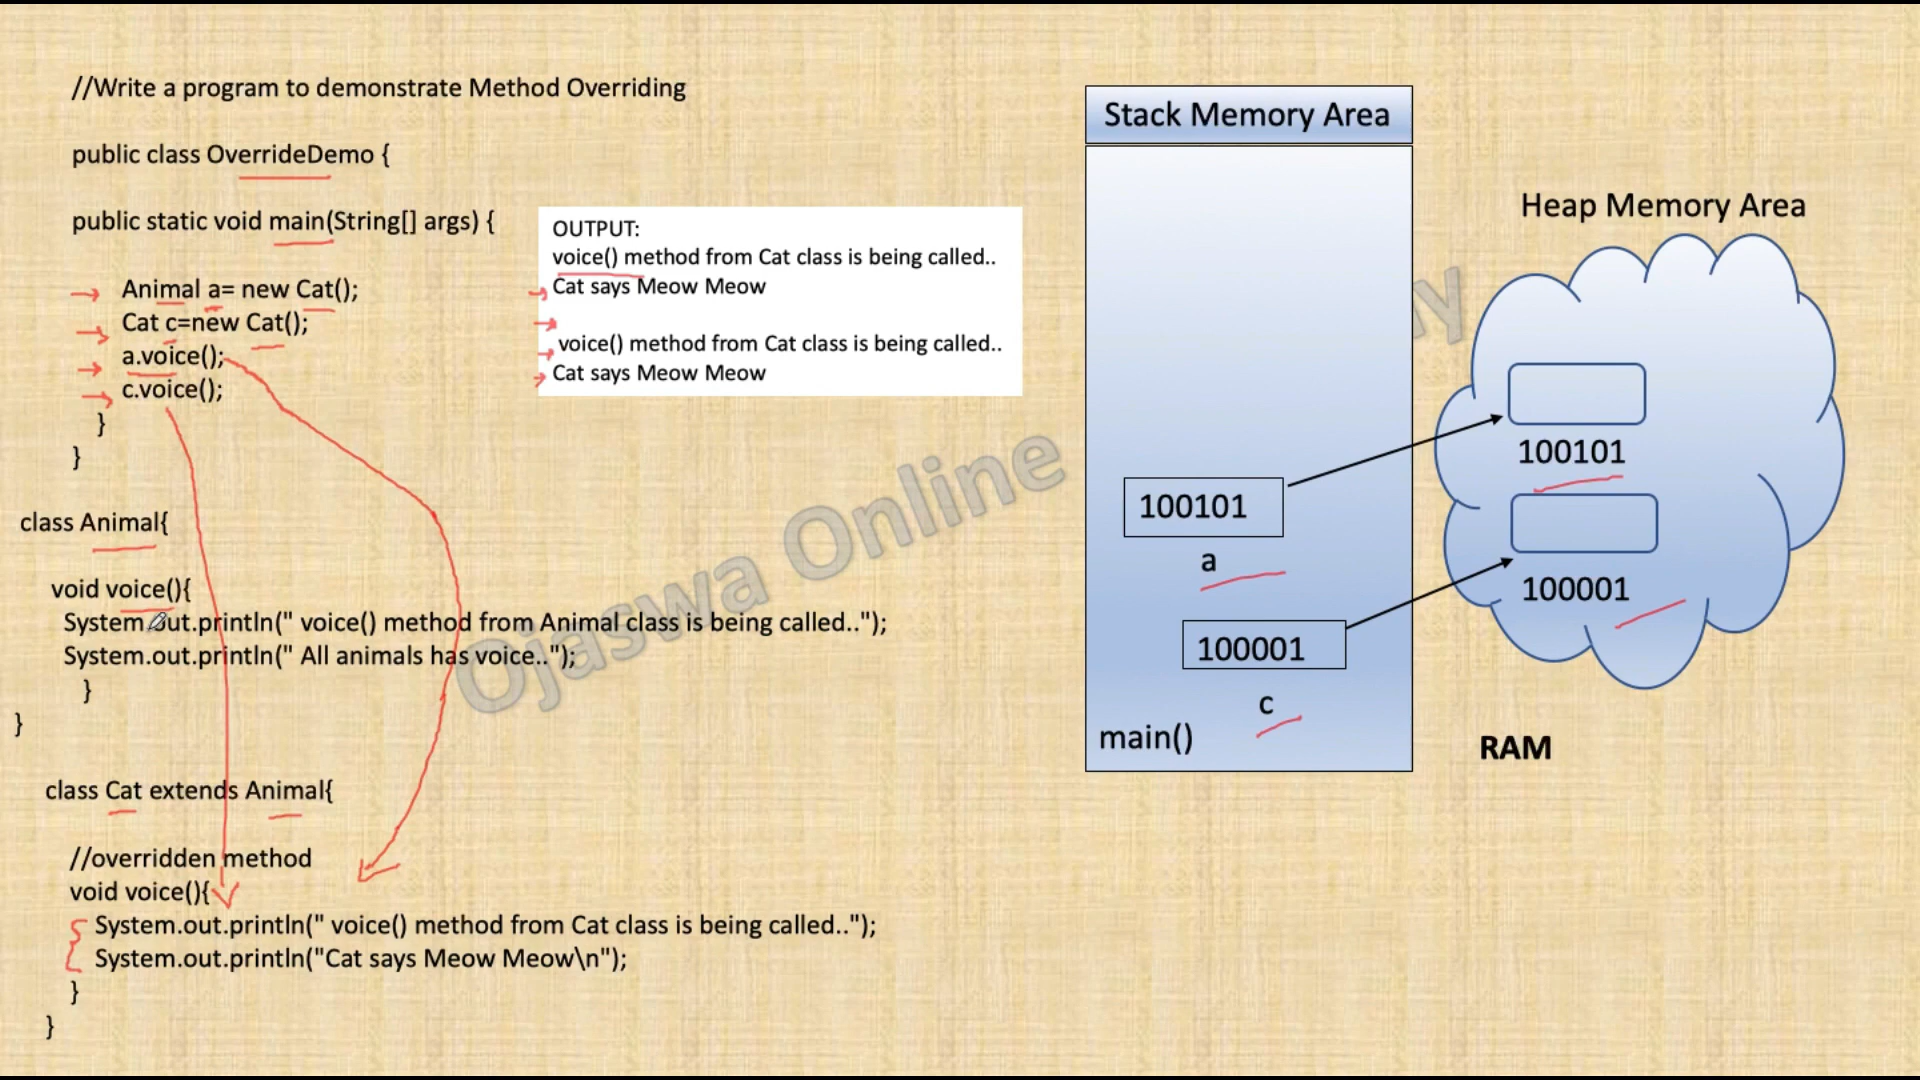 //Write a program to demonstrate Method Overriding
public class OverrideDemo {
public static void main(String[] args) {
Animal a= new Cat();
Cat c=new Cat();
a.voice();
c.voice();
}
}
class Animal{
void voice(){
System.out.println(" voice() method from Animal class is being called..");
System.out.println(" All animals has voice..");
}
}
class Cat extends Animal{
//overridden method
void voice(){
System.out.println(" voice() method from Cat class is being called..");
System.out.println("Cat says Meow Meow\n");
}
}
OUTPUT:
voice() method from Cat class is being called..
Cat says Meow Meow
voice() method from Cat class is being called..
Cat says Meow Meow
Stack Memory Area
100101
a
100001
c
main()
Heap Memory Area
100101
100001
RAM
Ojaswa Online